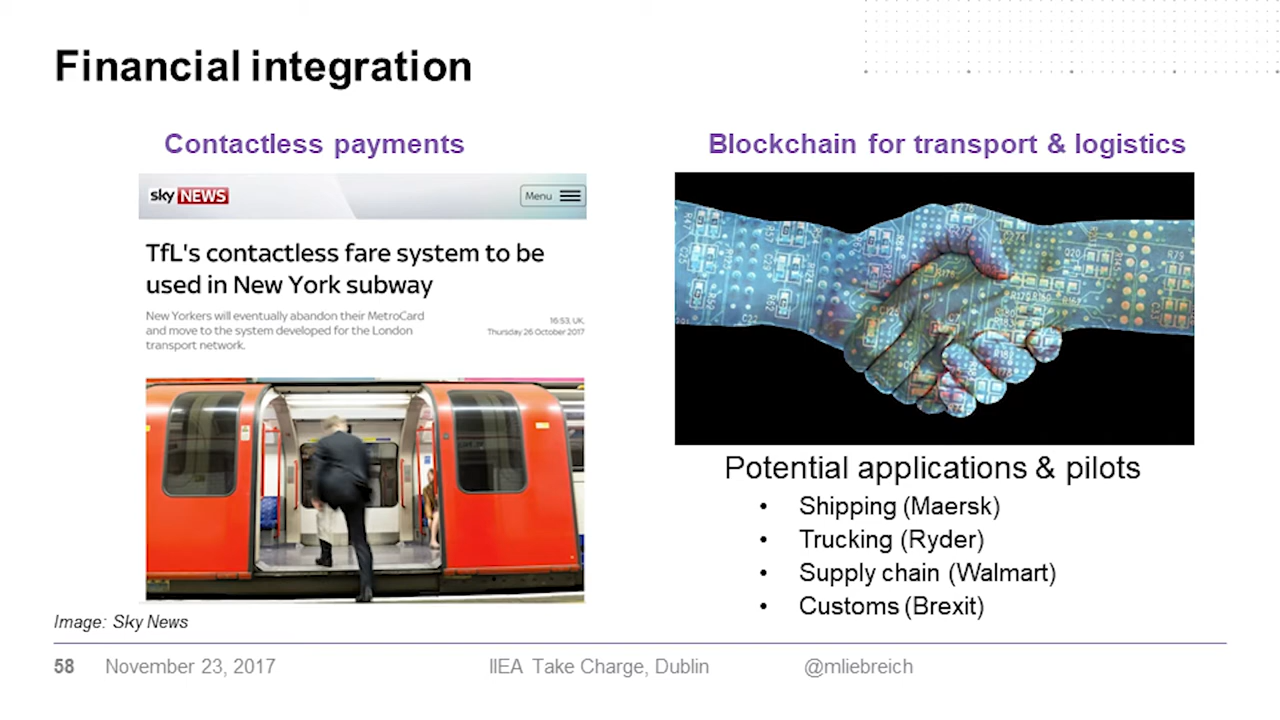 Financial integration
Contactless payments
sky NEWS
Menu
TfL's contactless fare system to be
used in New York subway
New Yorkers will eventually abandon their MetroCard
and move to the system developed for the London
transport network.
16:53, UK,
Thursday 26 October 2017
Image: Sky News
Blockchain for transport & logistics
Potential applications & pilots
• Shipping (Maersk)
• Trucking (Ryder)
• Supply chain (Walmart)
• Customs (Brexit)
58 November 23, 2017 IIEA Take Charge, Dublin @mliebreich